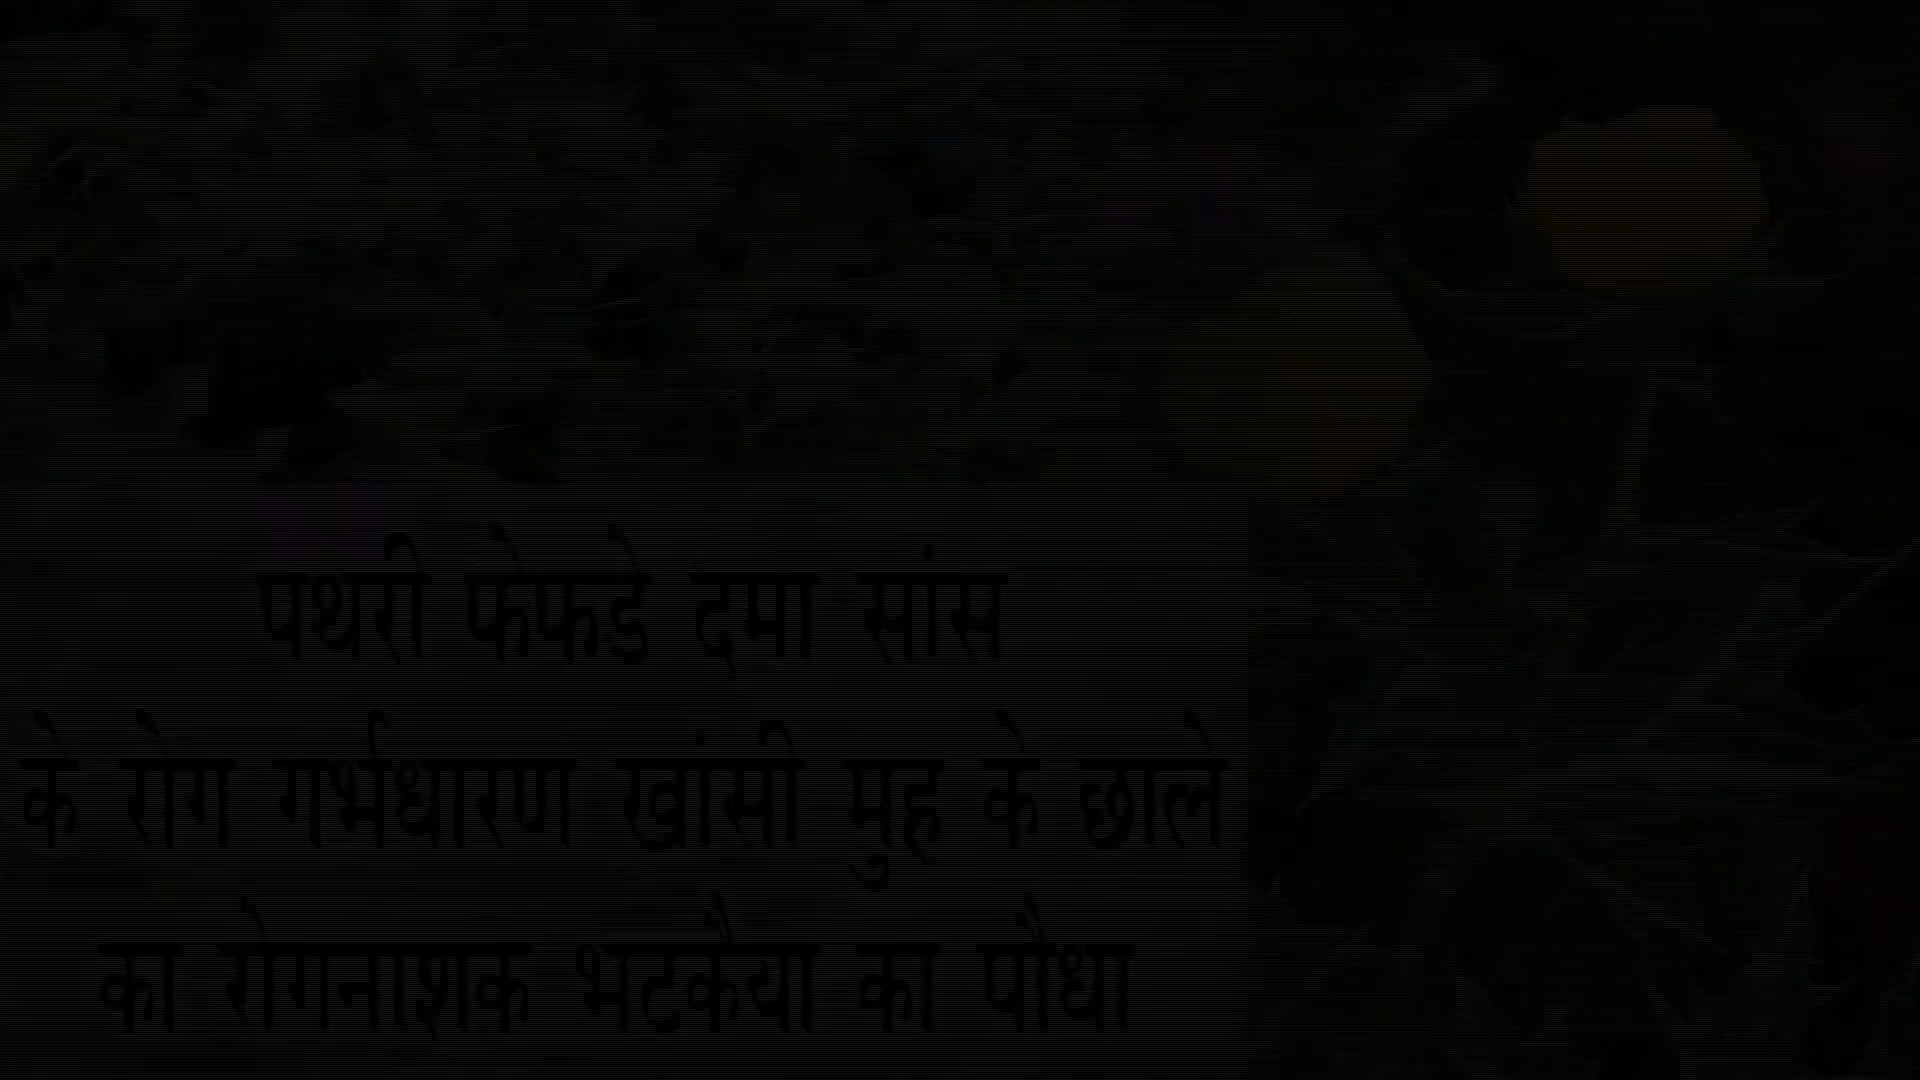 पथरी फेफडे दमा सांस
के रोग गर्भधारण खांसी मुह के छाले
का रोगनाशक भटकैया का पौधा